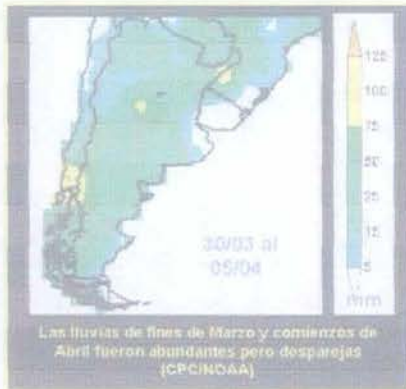 125
100
75
50
25
15
5
mm
30/03 al
05/04
Las lluvias de fines de Marzo y comienzos de
Abril fueron abundantes pero desparejas
(CPC/NOAA)